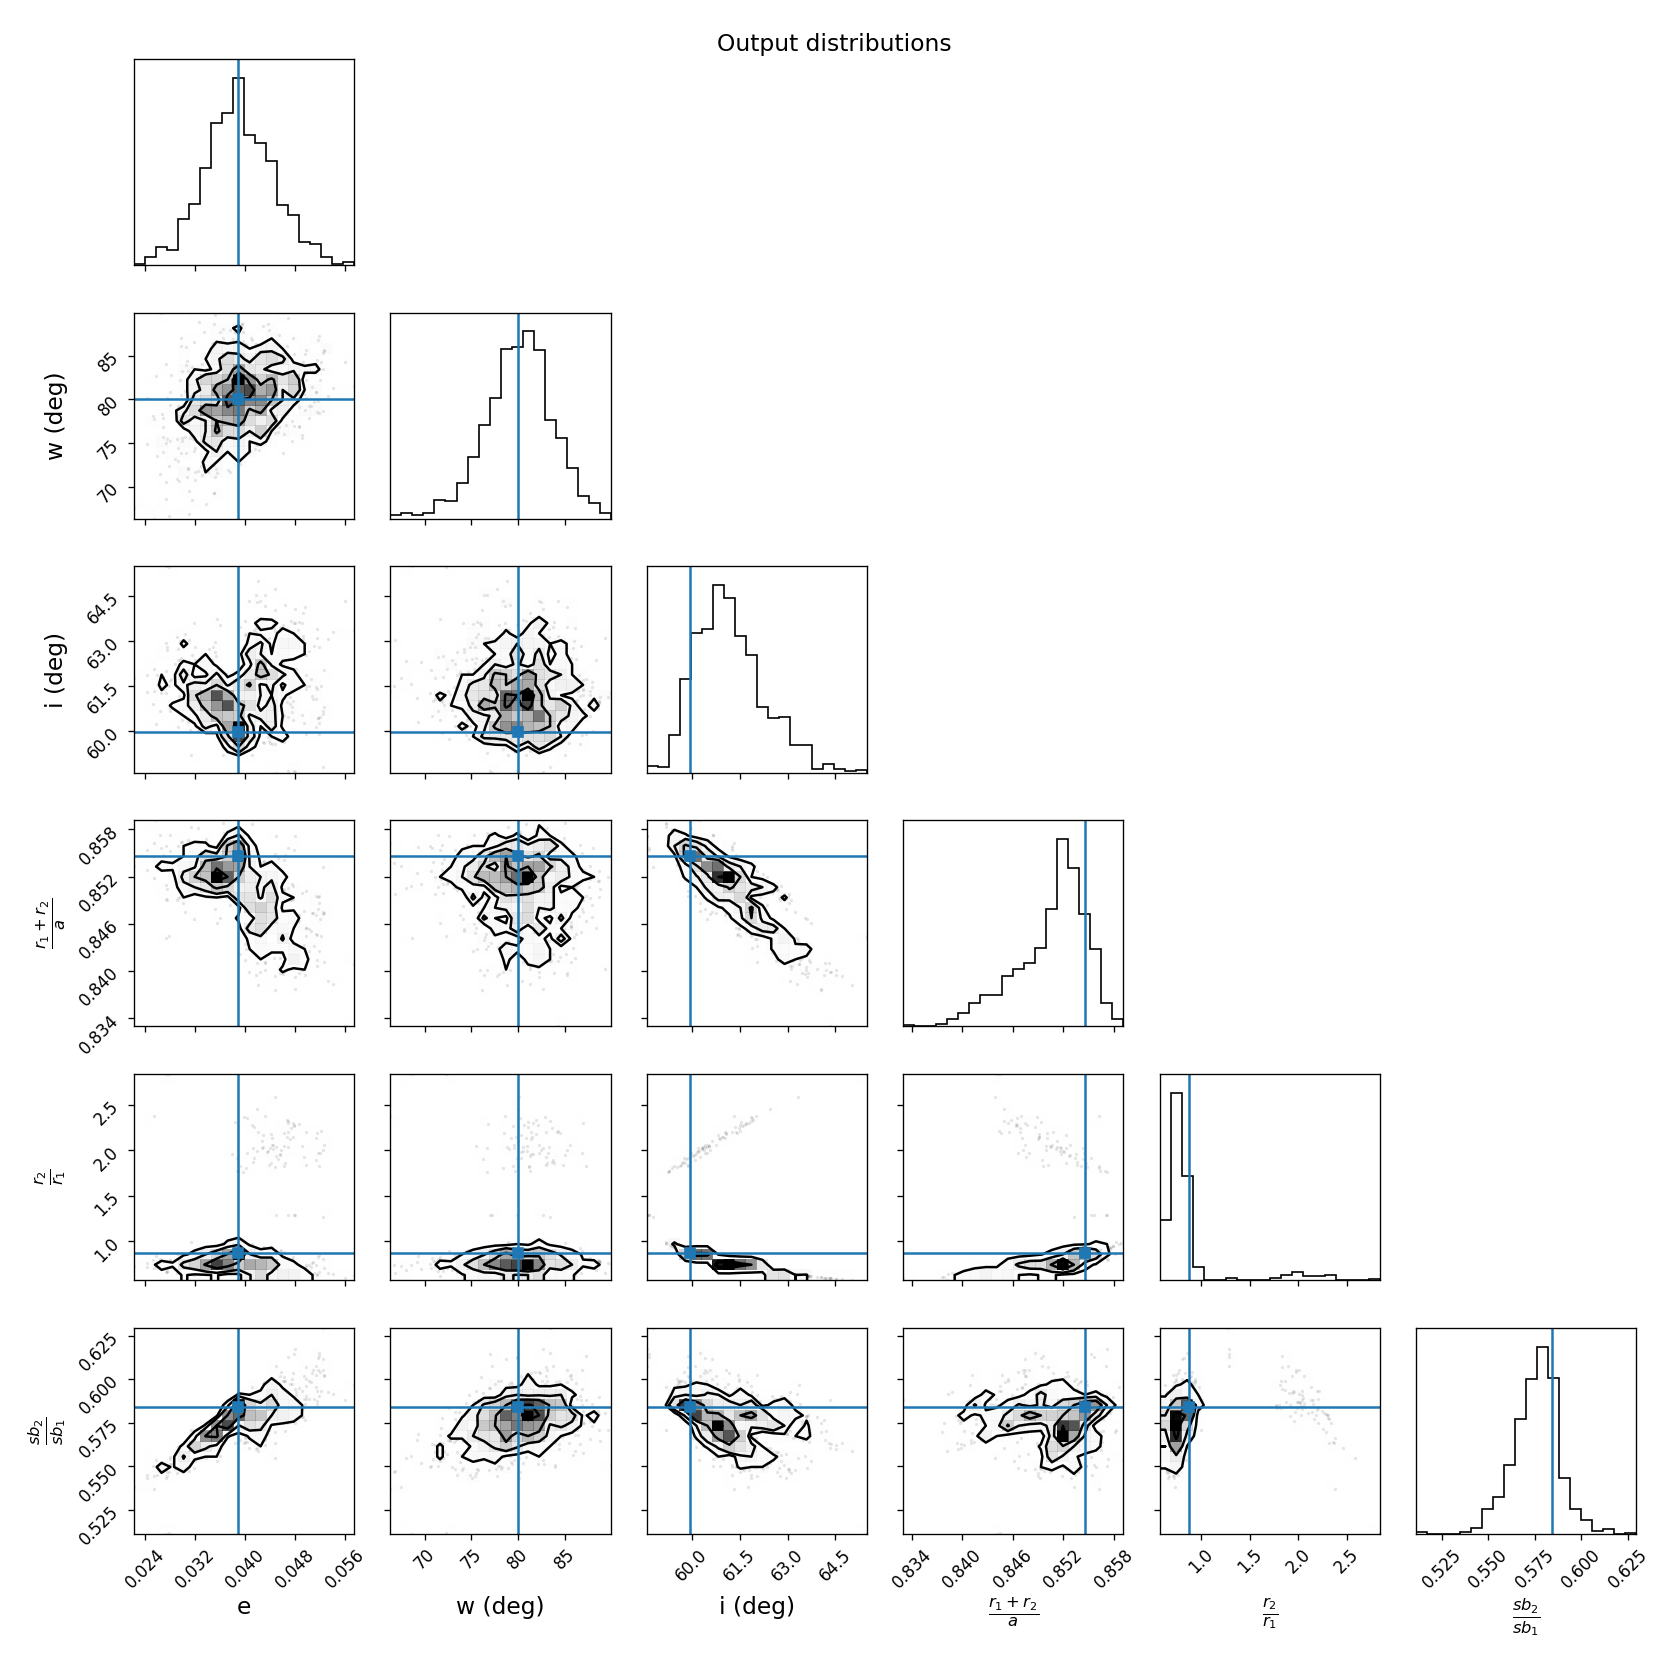 Output distributions
w (deg)
85
80
75
70
i (deg)
64.5
63.0
61.5
60.0
r1 + r2
a
0.858
0.852
0.846
0.840
0.834
r2
r1
2.5
2.0
1.5
1.0
sb2
sb1
0.625
0.600
0.575
0.550
0.525
0.024 0.032 0.040 0.048 0.056 70 75 80 85 60.0 61.5 63.0 64.5 0.834 0.840 0.846 0.852 0.858 1.0 1.5 2.0 2.5 0.525 0.550 0.575 0.600 0.625
e w (deg) i (deg) r1 + r2 r2 sb2
a r1 sb1